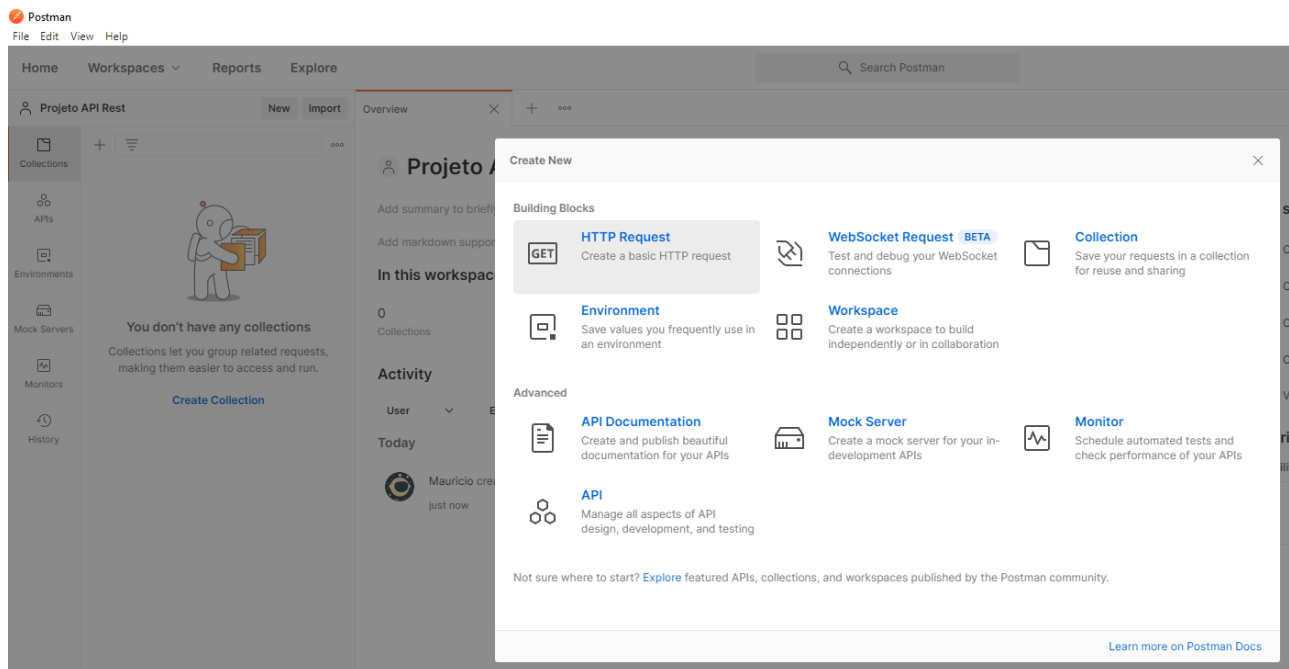 Postman
File Edit View Help
Home Workspaces Reports Explore
Search Postman
Projeto API Rest
New Import
Overview
Collections
APIs
Environments
Mock Servers
Monitors
History
You don't have any collections
Collections let you group related requests,
making them easier to access and run.
Create Collection
Projeto
Add summary to briefly
Add markdown
In this
0
Collections
Activity
User
Today
Mauricio
just now
Create New
Building Blocks
GET
HTTP Request
Create a basic HTTP request
WebSocket Request BETA
Test and debug your WebSocket
connections
Collection
Save your requests in a collection
for reuse and sharing
Environment
Save values you frequently use in
an environment
Workspace
Create a workspace to build
independently or in collaboration
Advanced
API Documentation
Create and publish beautiful
documentation for your APIs
Mock Server
Create a mock server for your in-
development APIs
Monitor
Schedule automated tests and
check performance of your APIs
API
Manage all aspects of API
design, development, and testing
Not sure where to start? Explore featured APIs, collections, and workspaces published by the Postman community.
Learn more on Postman Docs